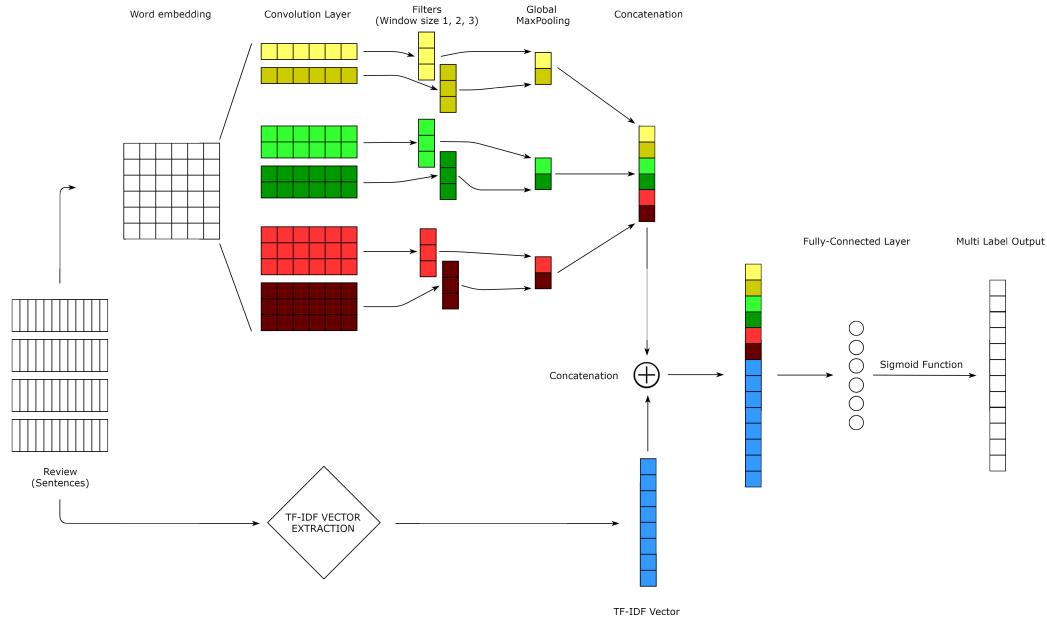 Word embedding
Convolution Layer
Filters
(Window size 1, 2, 3)
Global
MaxPooling
Concatenation
Fully-Connected Layer
Multi Label Output
Sigmoid Function
Concatenation
Review
(Sentences)
TF-IDF VECTOR
EXTRACTION
TF-IDF Vector